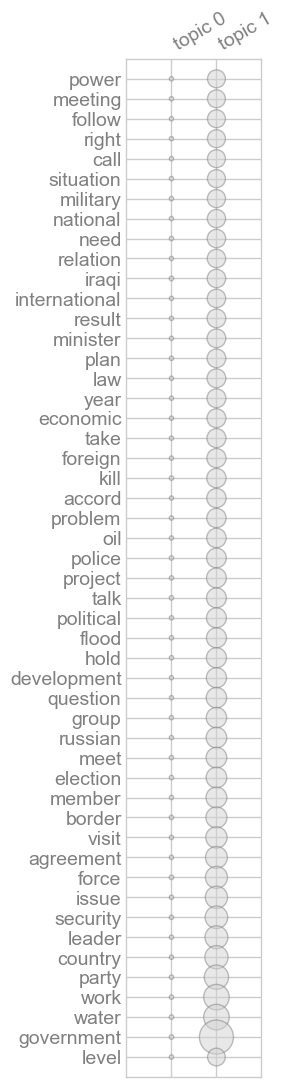 topic 0 topic 1
power
meeting
follow
right
call
situation
military
national
need
relation
iraqi
international
result
minister
plan
law
year
economic
take
foreign
kill
accord
problem
oil
police
project
talk
political
flood
hold
development
question
group
russian
meet
election
member
border
visit
agreement
force
issue
security
leader
country
party
work
water
government
level